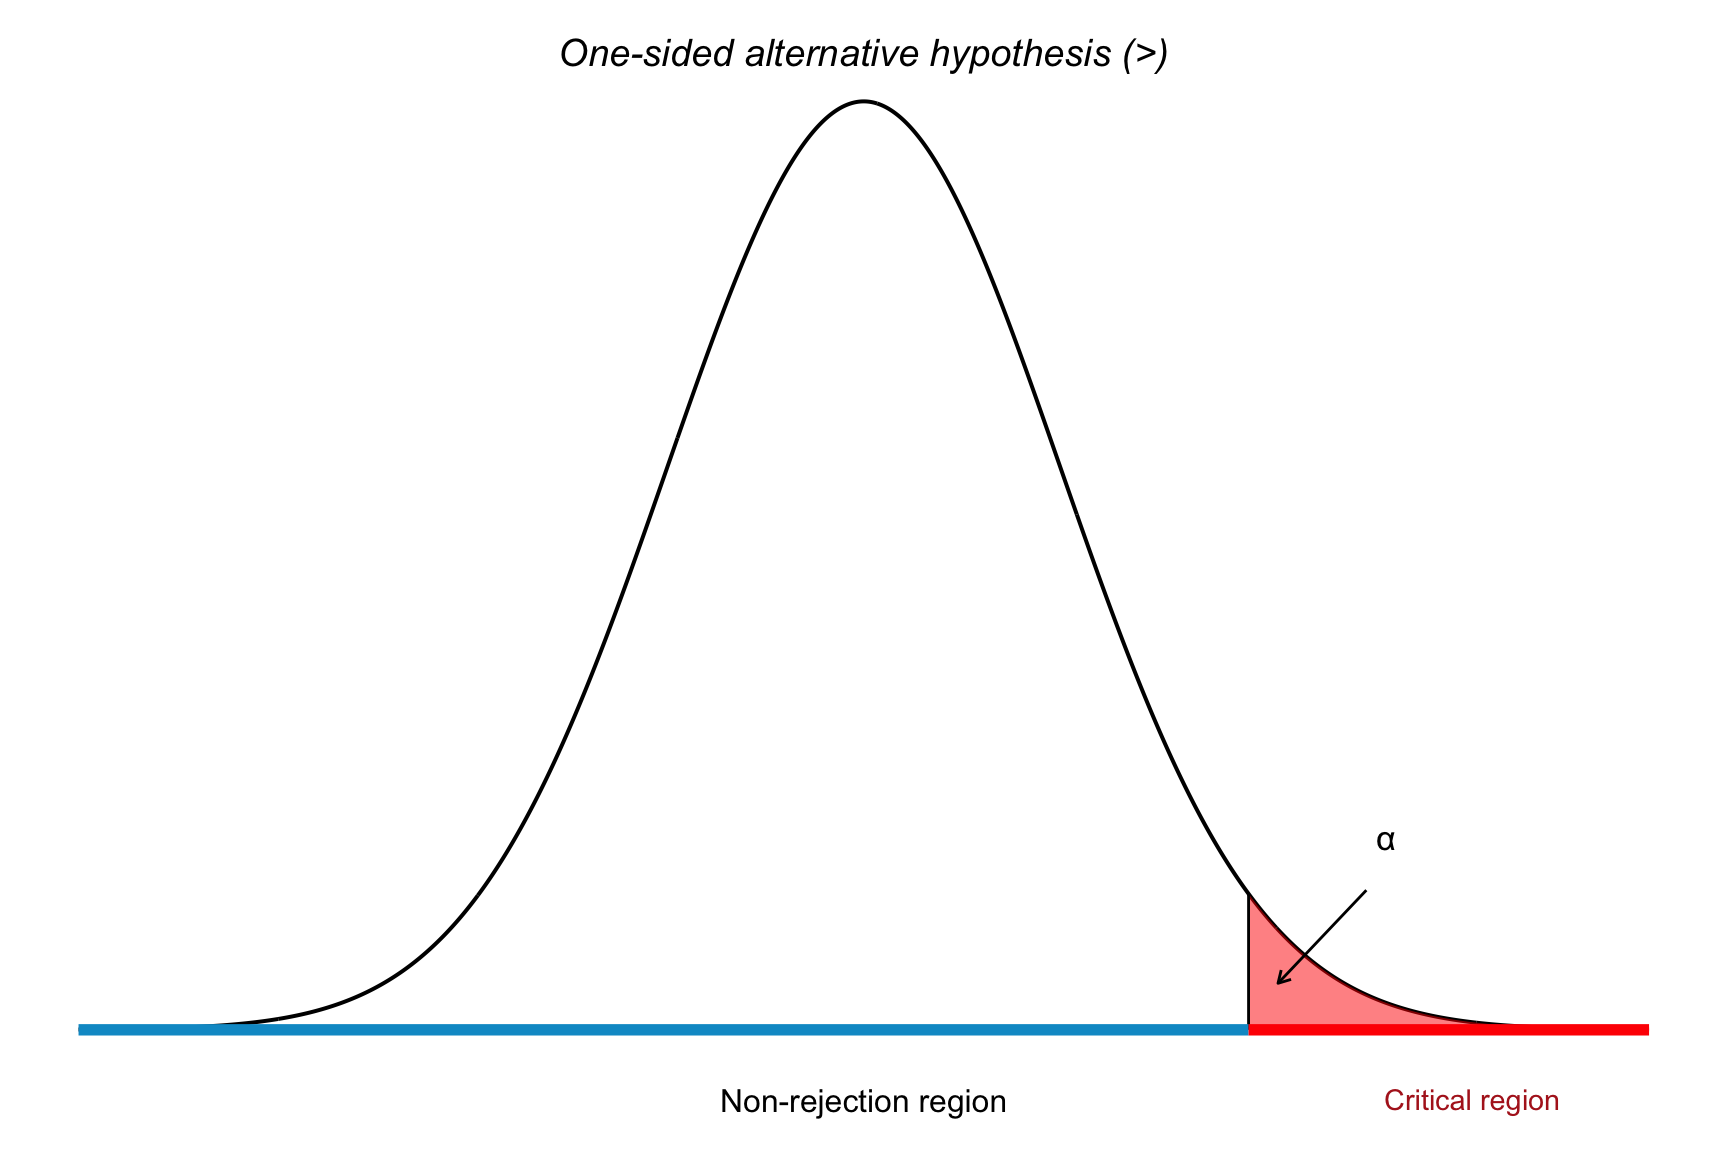 One-sided alternative hypothesis (>)
α
Non-rejection region
Critical region